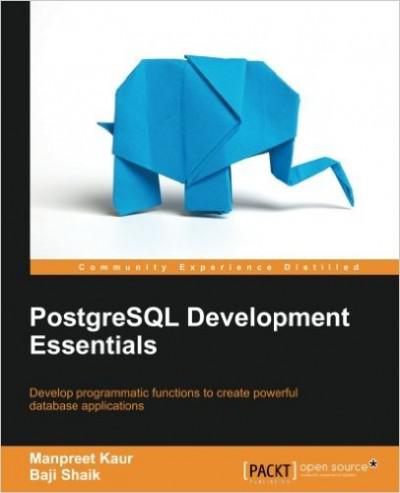 Community Experience Distilled
PostgreSQL Development
Essentials
Develop programmatic functions to create powerful
database applications
Manpreet Kaur
Baji Shaik
[PACKT]
PUBLISHING
open source*